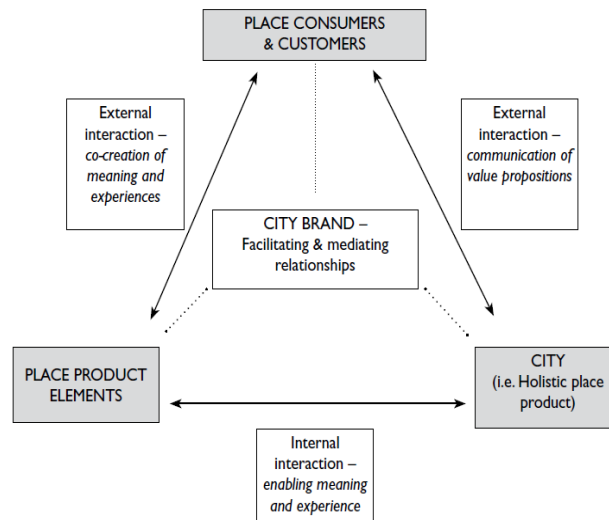 PLACE CONSUMERS
& CUSTOMERS
External
interaction –
co-creation of
meaning and
experiences
External
interaction –
communication of
value propositions
CITY BRAND –
Facilitating & mediating
relationships
PLACE PRODUCT
ELEMENTS
CITY
(i.e. Holistic place
product)
Internal
interaction –
enabling meaning
and experience